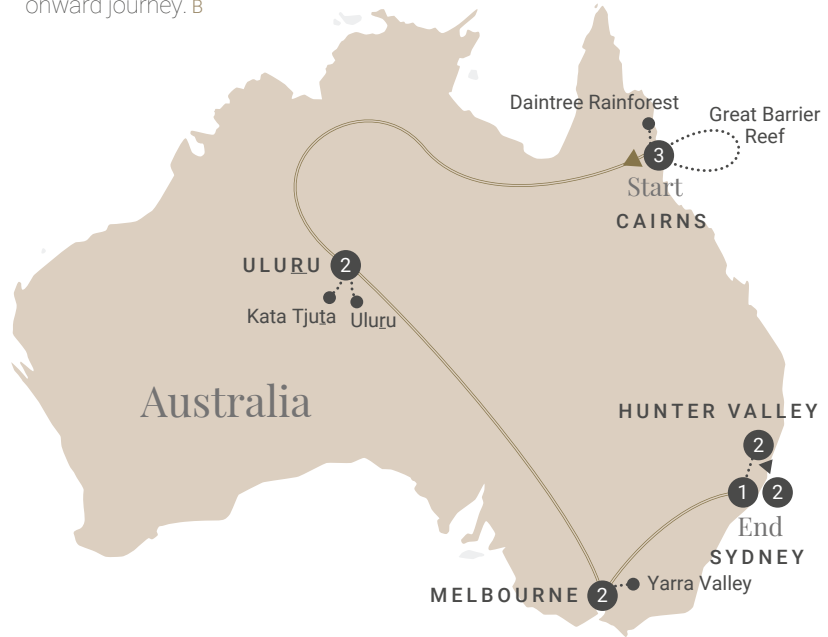 onward journey. B
Daintree Rainforest
Great Barrier
Reef
3
Start
CAIRNS
ULURU
2
Kata Tjuṯa
Uluṟu
Australia
HUNTER VALLEY
2
1
2
End
SYDNEY
MELBOURNE
2
Yarra Valley